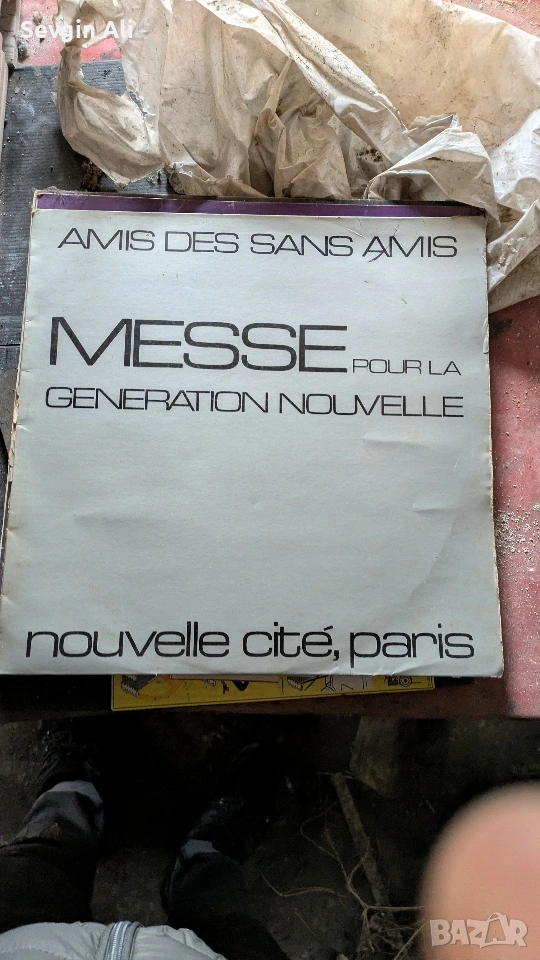 Sevgin Ali
AMIS DES SANS AMIS
MESSE POUR LA
GENERATION NOUVELLE
nouvelle cité, paris
BAZAR